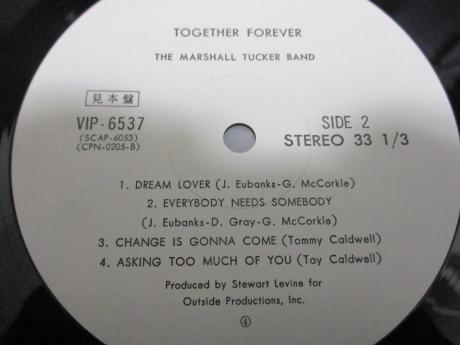 TOGETHER FOREVER
THE MARSHALL TUCKER BAND
見本盤
VIP-6537
(SCAP-6053)
(CPN-0205-B)
SIDE 2
STEREO 33 1/3
1. DREAM LOVER (J. Eubanks-G. McCorkle)
2. EVERYBODY NEEDS SOMEBODY
(J. Eubanks-D. Gray-G. McCorkle)
3. CHANGE IS GONNA COME (Tommy Caldwell)
4. ASKING TOO MUCH OF YOU (Toy Caldwell)
Produced by Stewart Levine for
Outside Productions, Inc.
④